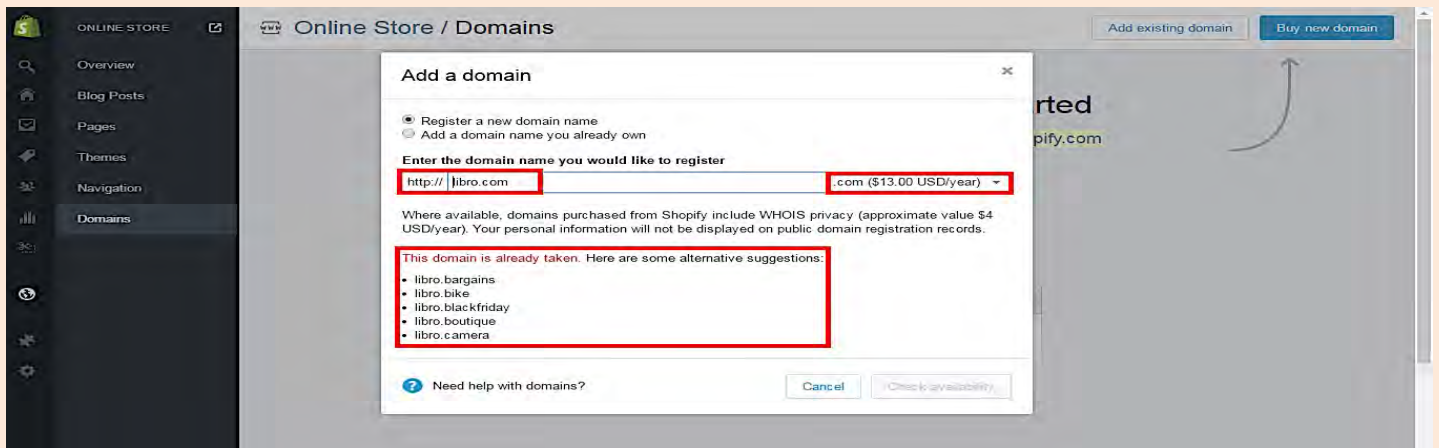 ONLINE STORE
Online Store / Domains
Add existing domain
Buy new domain
Overview
Blog Posts
Pages
Themes
Navigation
Domains
rted
pify.com
Add a domain
×
Register a new domain name
Add a domain name you already own
Enter the domain name you would like to register
http:// libro.com
.com ($13.00 USD/year)
Where available, domains purchased from Shopify include WHOIS privacy (approximate value $4
USD/year). Your personal information will not be displayed on public domain registration records.
This domain is already taken. Here are some alternative suggestions:
• libro.bargains
• libro.bike
• libro.blackfriday
• libro.boutique
• libro.camera
? Need help with domains?
Cancel
Check availability